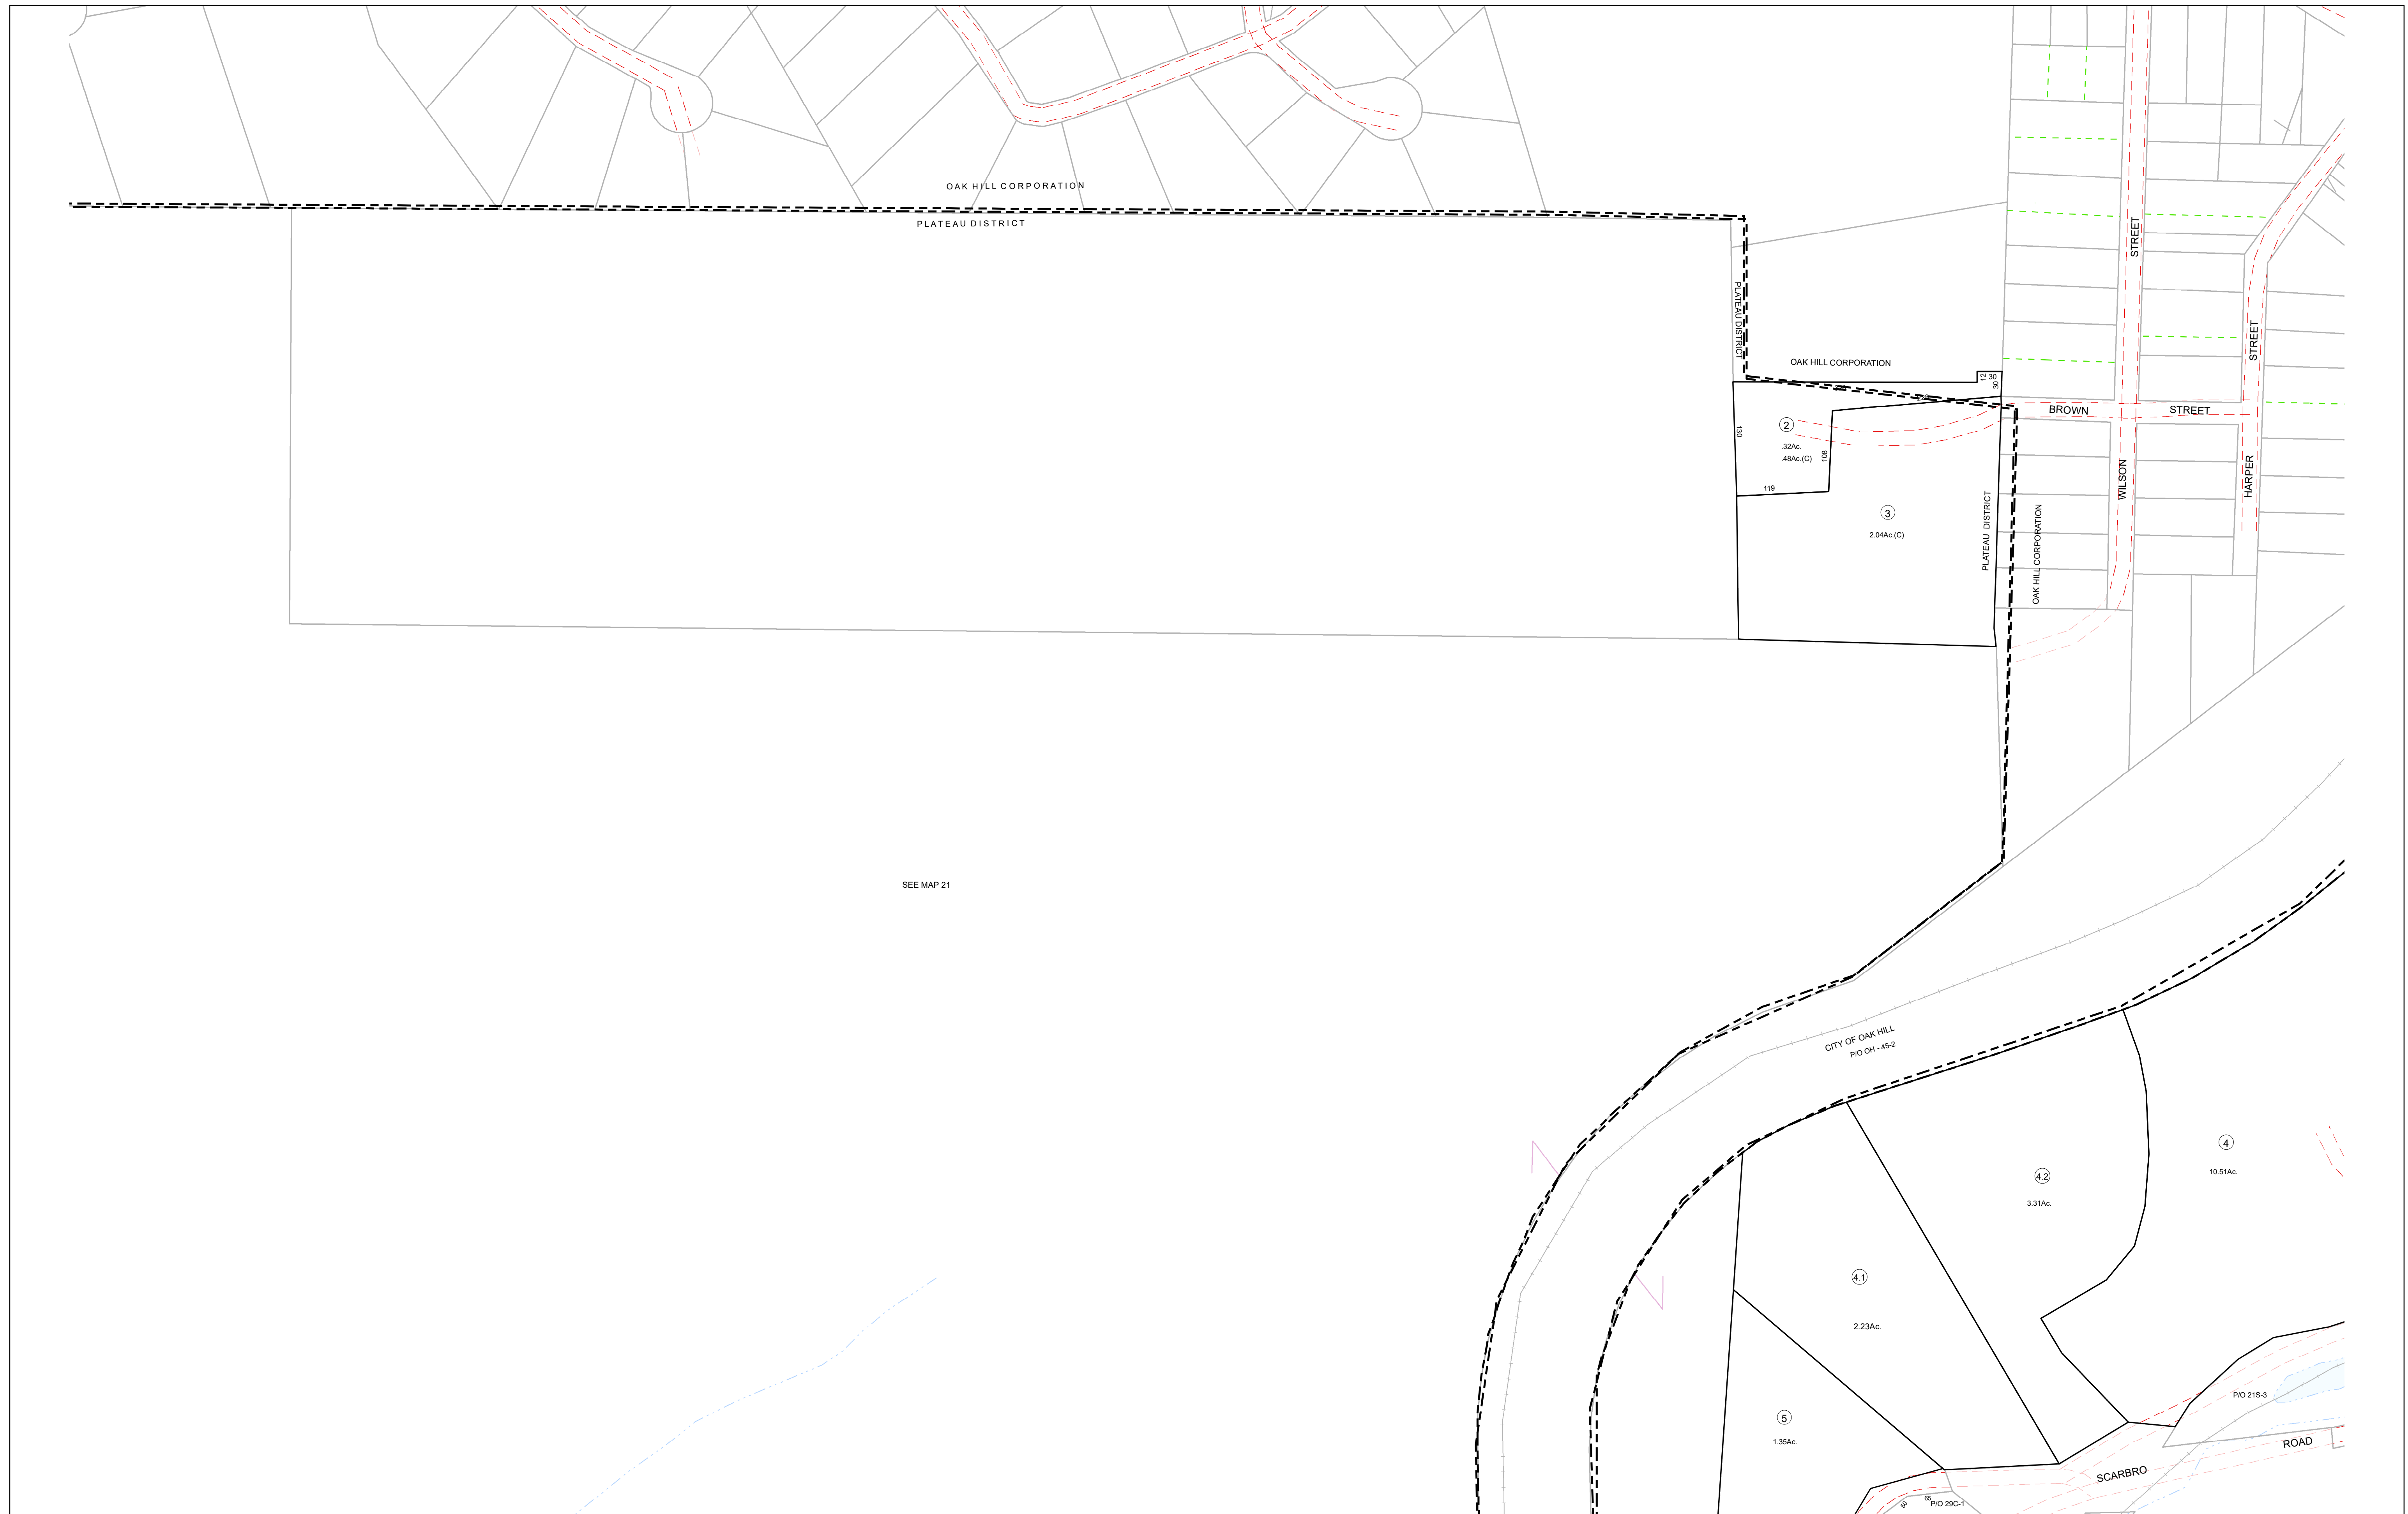 OAK HILL CORPORATION
PLATEAU DISTRICT
STREET
PLATEAU DISTRICT
STREET
OAK HILL CORPORATION
12 30
30
BROWN STREET
2
.32Ac.
.48Ac.(C)
130
108
119
WILSON
HARPER
3
2.04Ac.(C)
PLATEAU DISTRICT
OAK HILL CORPORATION
SEE MAP 21
CITY OF OAK HILL
P/O OH - 45-2
4
10.51Ac.
4.2
3.31Ac.
4.1
2.23Ac.
P/O 21S-3
5
1.35Ac.
SCARBRO ROAD
50
65
P/O 29C-1